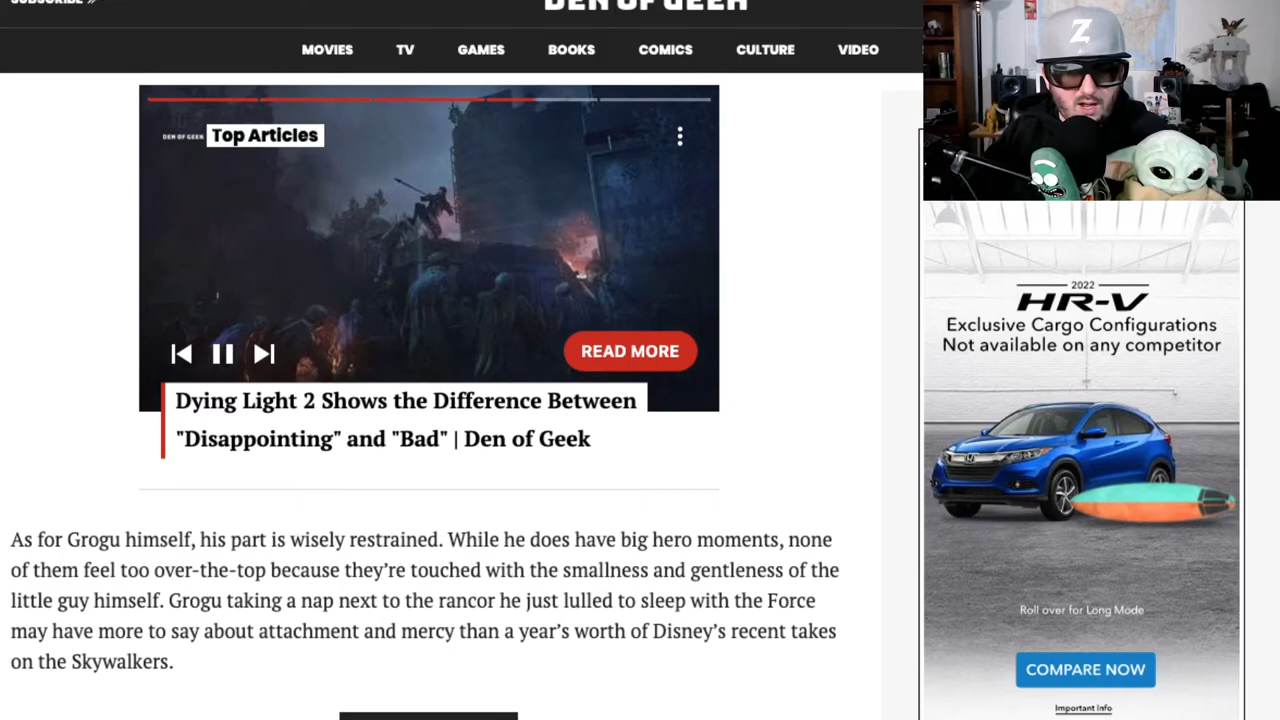 SUBSCRIBE »
DEN OF GEEK
MOVIES TV GAMES BOOKS COMICS CULTURE VIDEO
DEN OF GEEK Top Articles
READ MORE
Dying Light 2 Shows the Difference Between
"Disappointing" and "Bad" | Den of Geek
As for Grogu himself, his part is wisely restrained. While he does have big hero moments, none
of them feel too over-the-top because they’re touched with the smallness and gentleness of the
little guy himself. Grogu taking a nap next to the rancor he just lulled to sleep with the Force
may have more to say about attachment and mercy than a year’s worth of Disney’s recent takes
on the Skywalkers.
Z
2022
HR-V
Exclusive Cargo Configurations
Not available on any competitor
Roll over for Long Mode
COMPARE NOW
Important Info